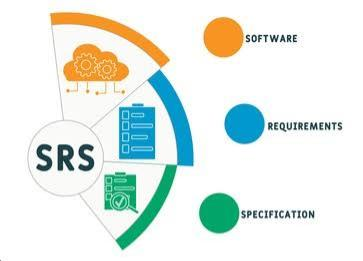 SRS
SOFTWARE
REQUIREMENTS
SPECIFICATION